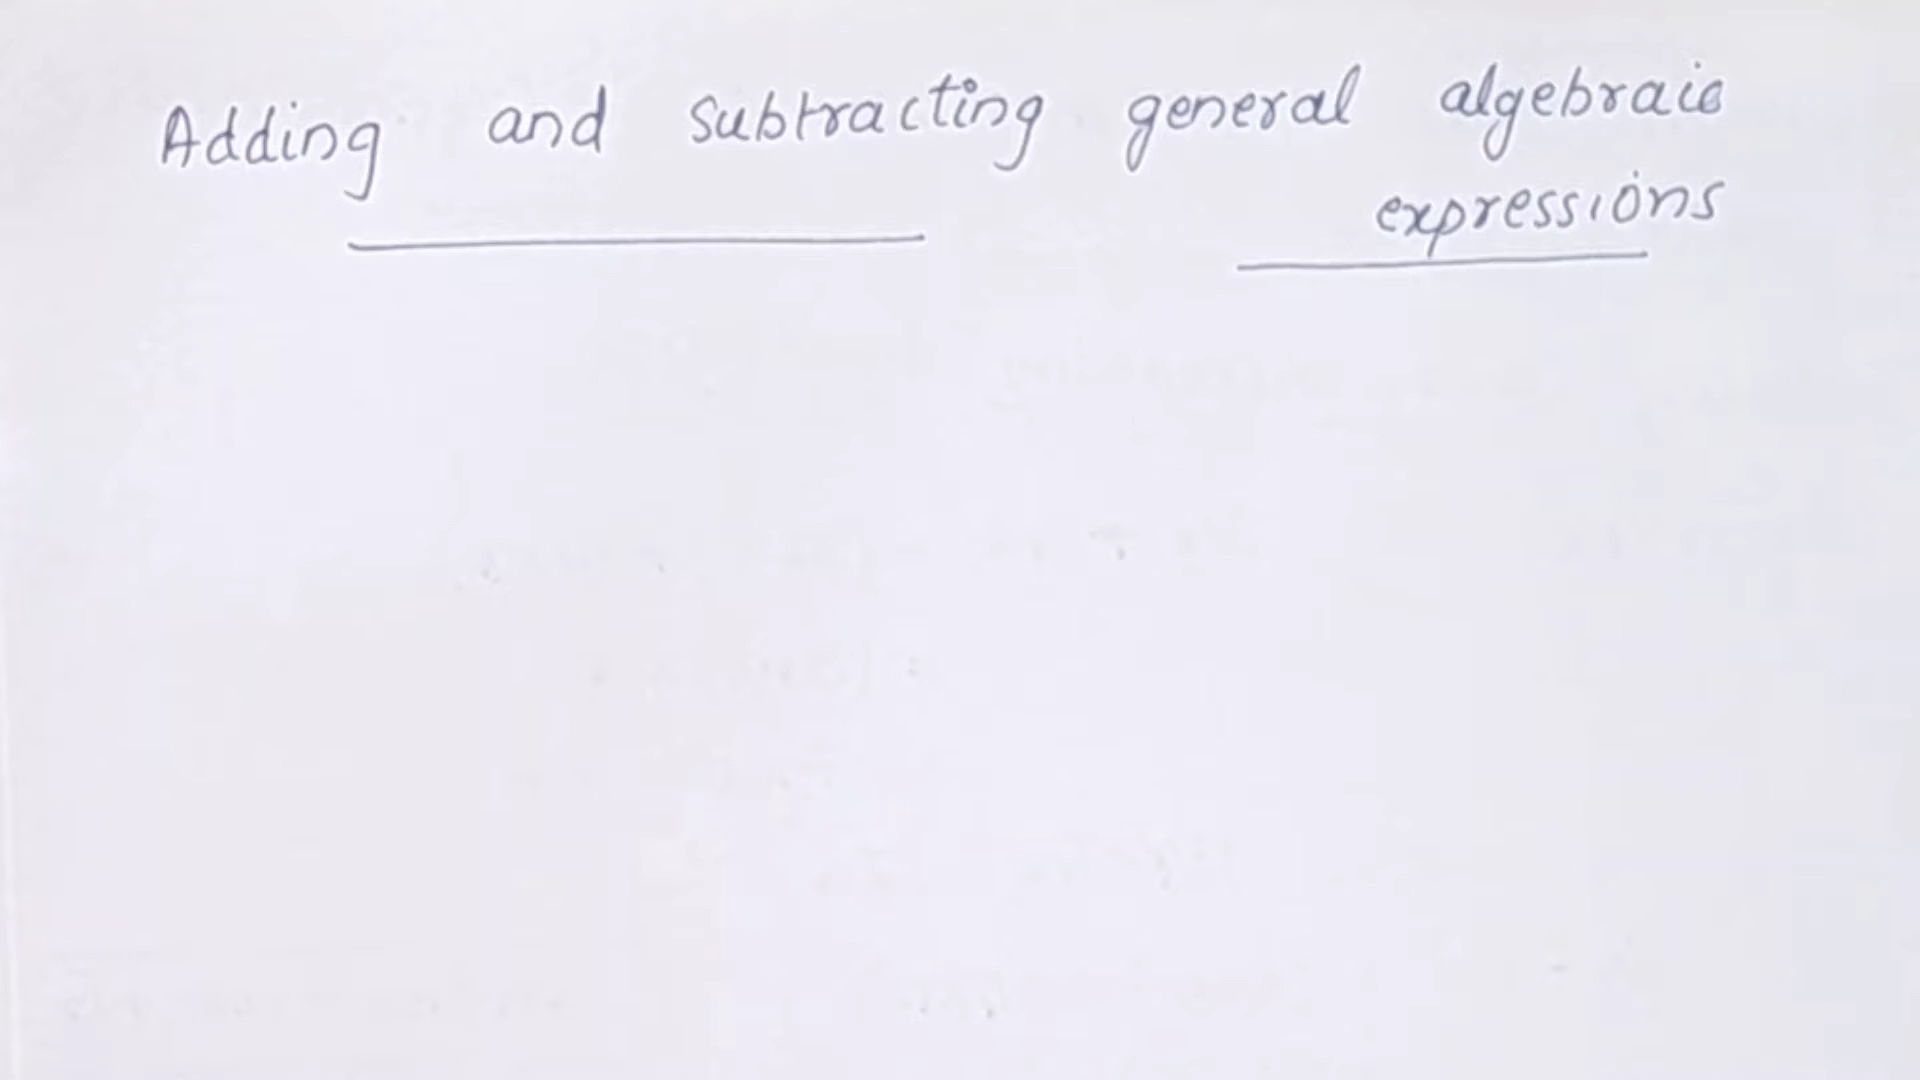 Adding and subtracting general algebraic
expressions